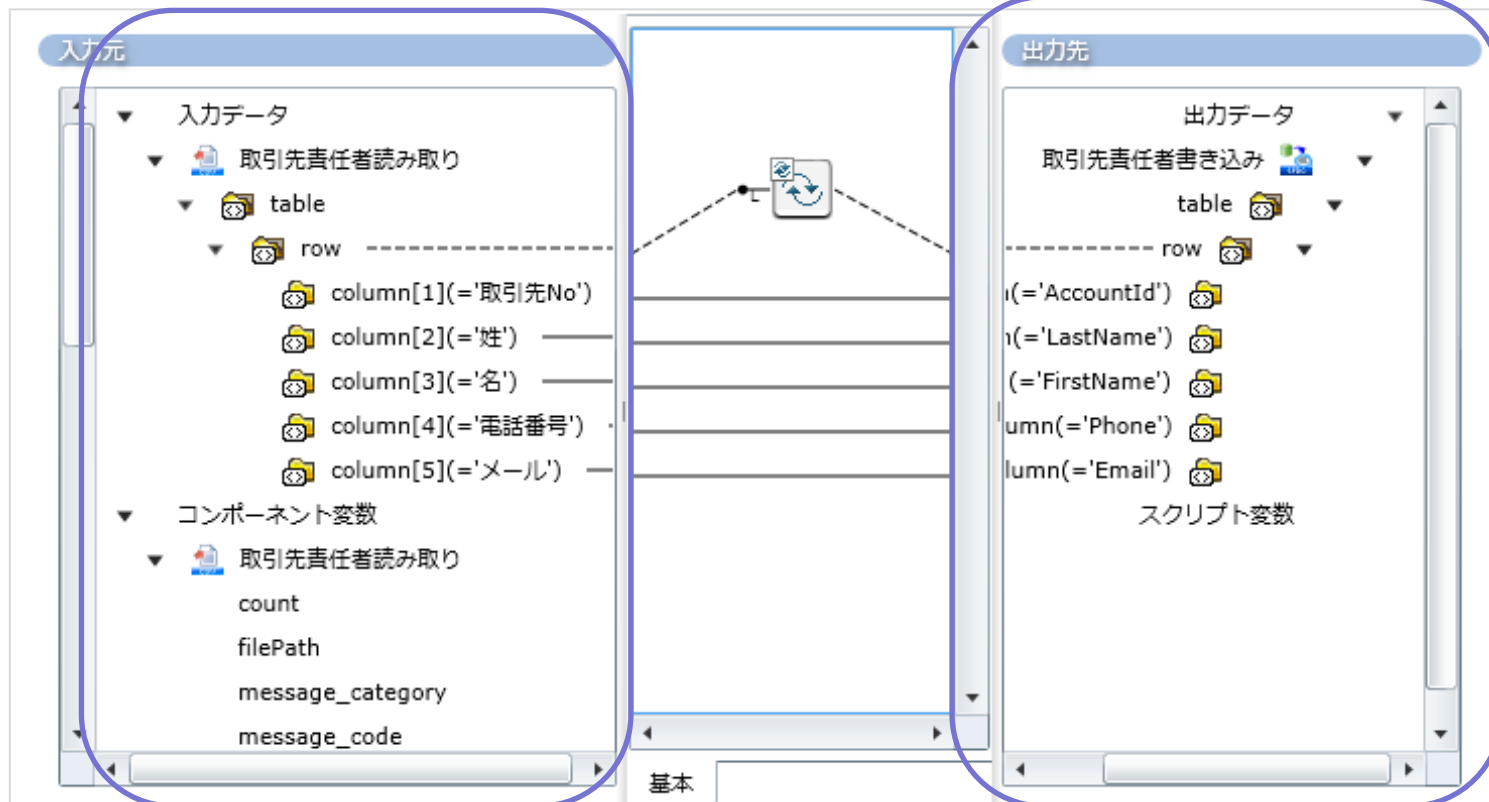 入力元
入力データ
取引先責任者読み取り
table
row
column[1](='取引先No')
column[2](='姓')
column[3](='名')
column[4](='電話番号')
column[5](='メール')
コンポーネント変数
取引先責任者読み取り
count
filePath
message_category
message_code
基本
出力先
出力データ
取引先責任者書き込み
table
row
(='AccountId')
(='LastName')
(='FirstName')
umn(='Phone')
lumn(='Email')
スクリプト変数